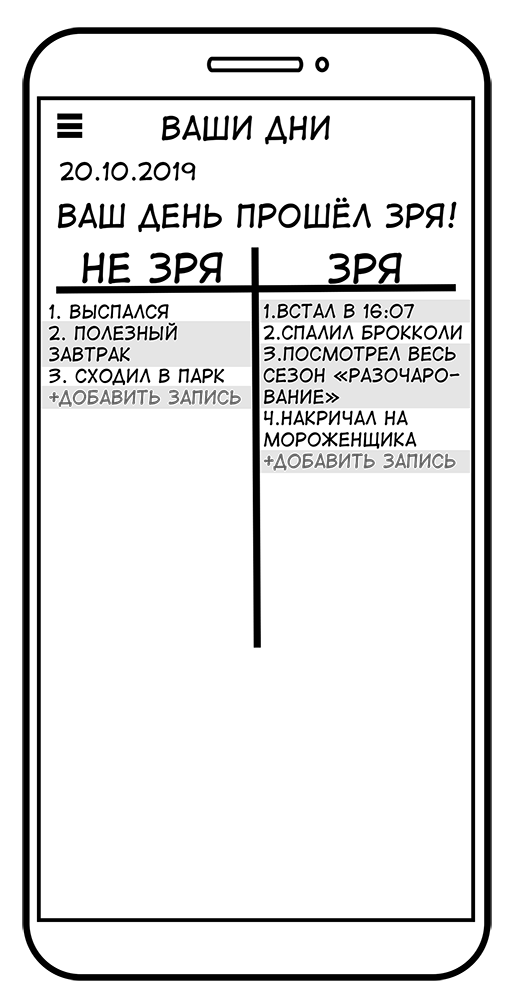 ВАШИ ДНИ
20.10.2019
ВАШ ДЕНЬ ПРОШЁЛ ЗРЯ!
НЕ ЗРЯ
1. ВЫСПАЛСЯ
2. ПОЛЕЗНЫЙ
ЗАВТРАК
3. СХОДИЛ В ПАРК
+ДОБАВИТЬ ЗАПИСЬ
ЗРЯ
1.ВСТАЛ В 16:07
2.СПАЛИЛ БРОККОЛИ
3.ПОСМОТРЕЛ ВЕСЬ
СЕЗОН «РАЗОЧАРО-
ВАНИЕ»
4.НАКРИЧАЛ НА
МОРОЖЕНЩИКА
+ДОБАВИТЬ ЗАПИСЬ